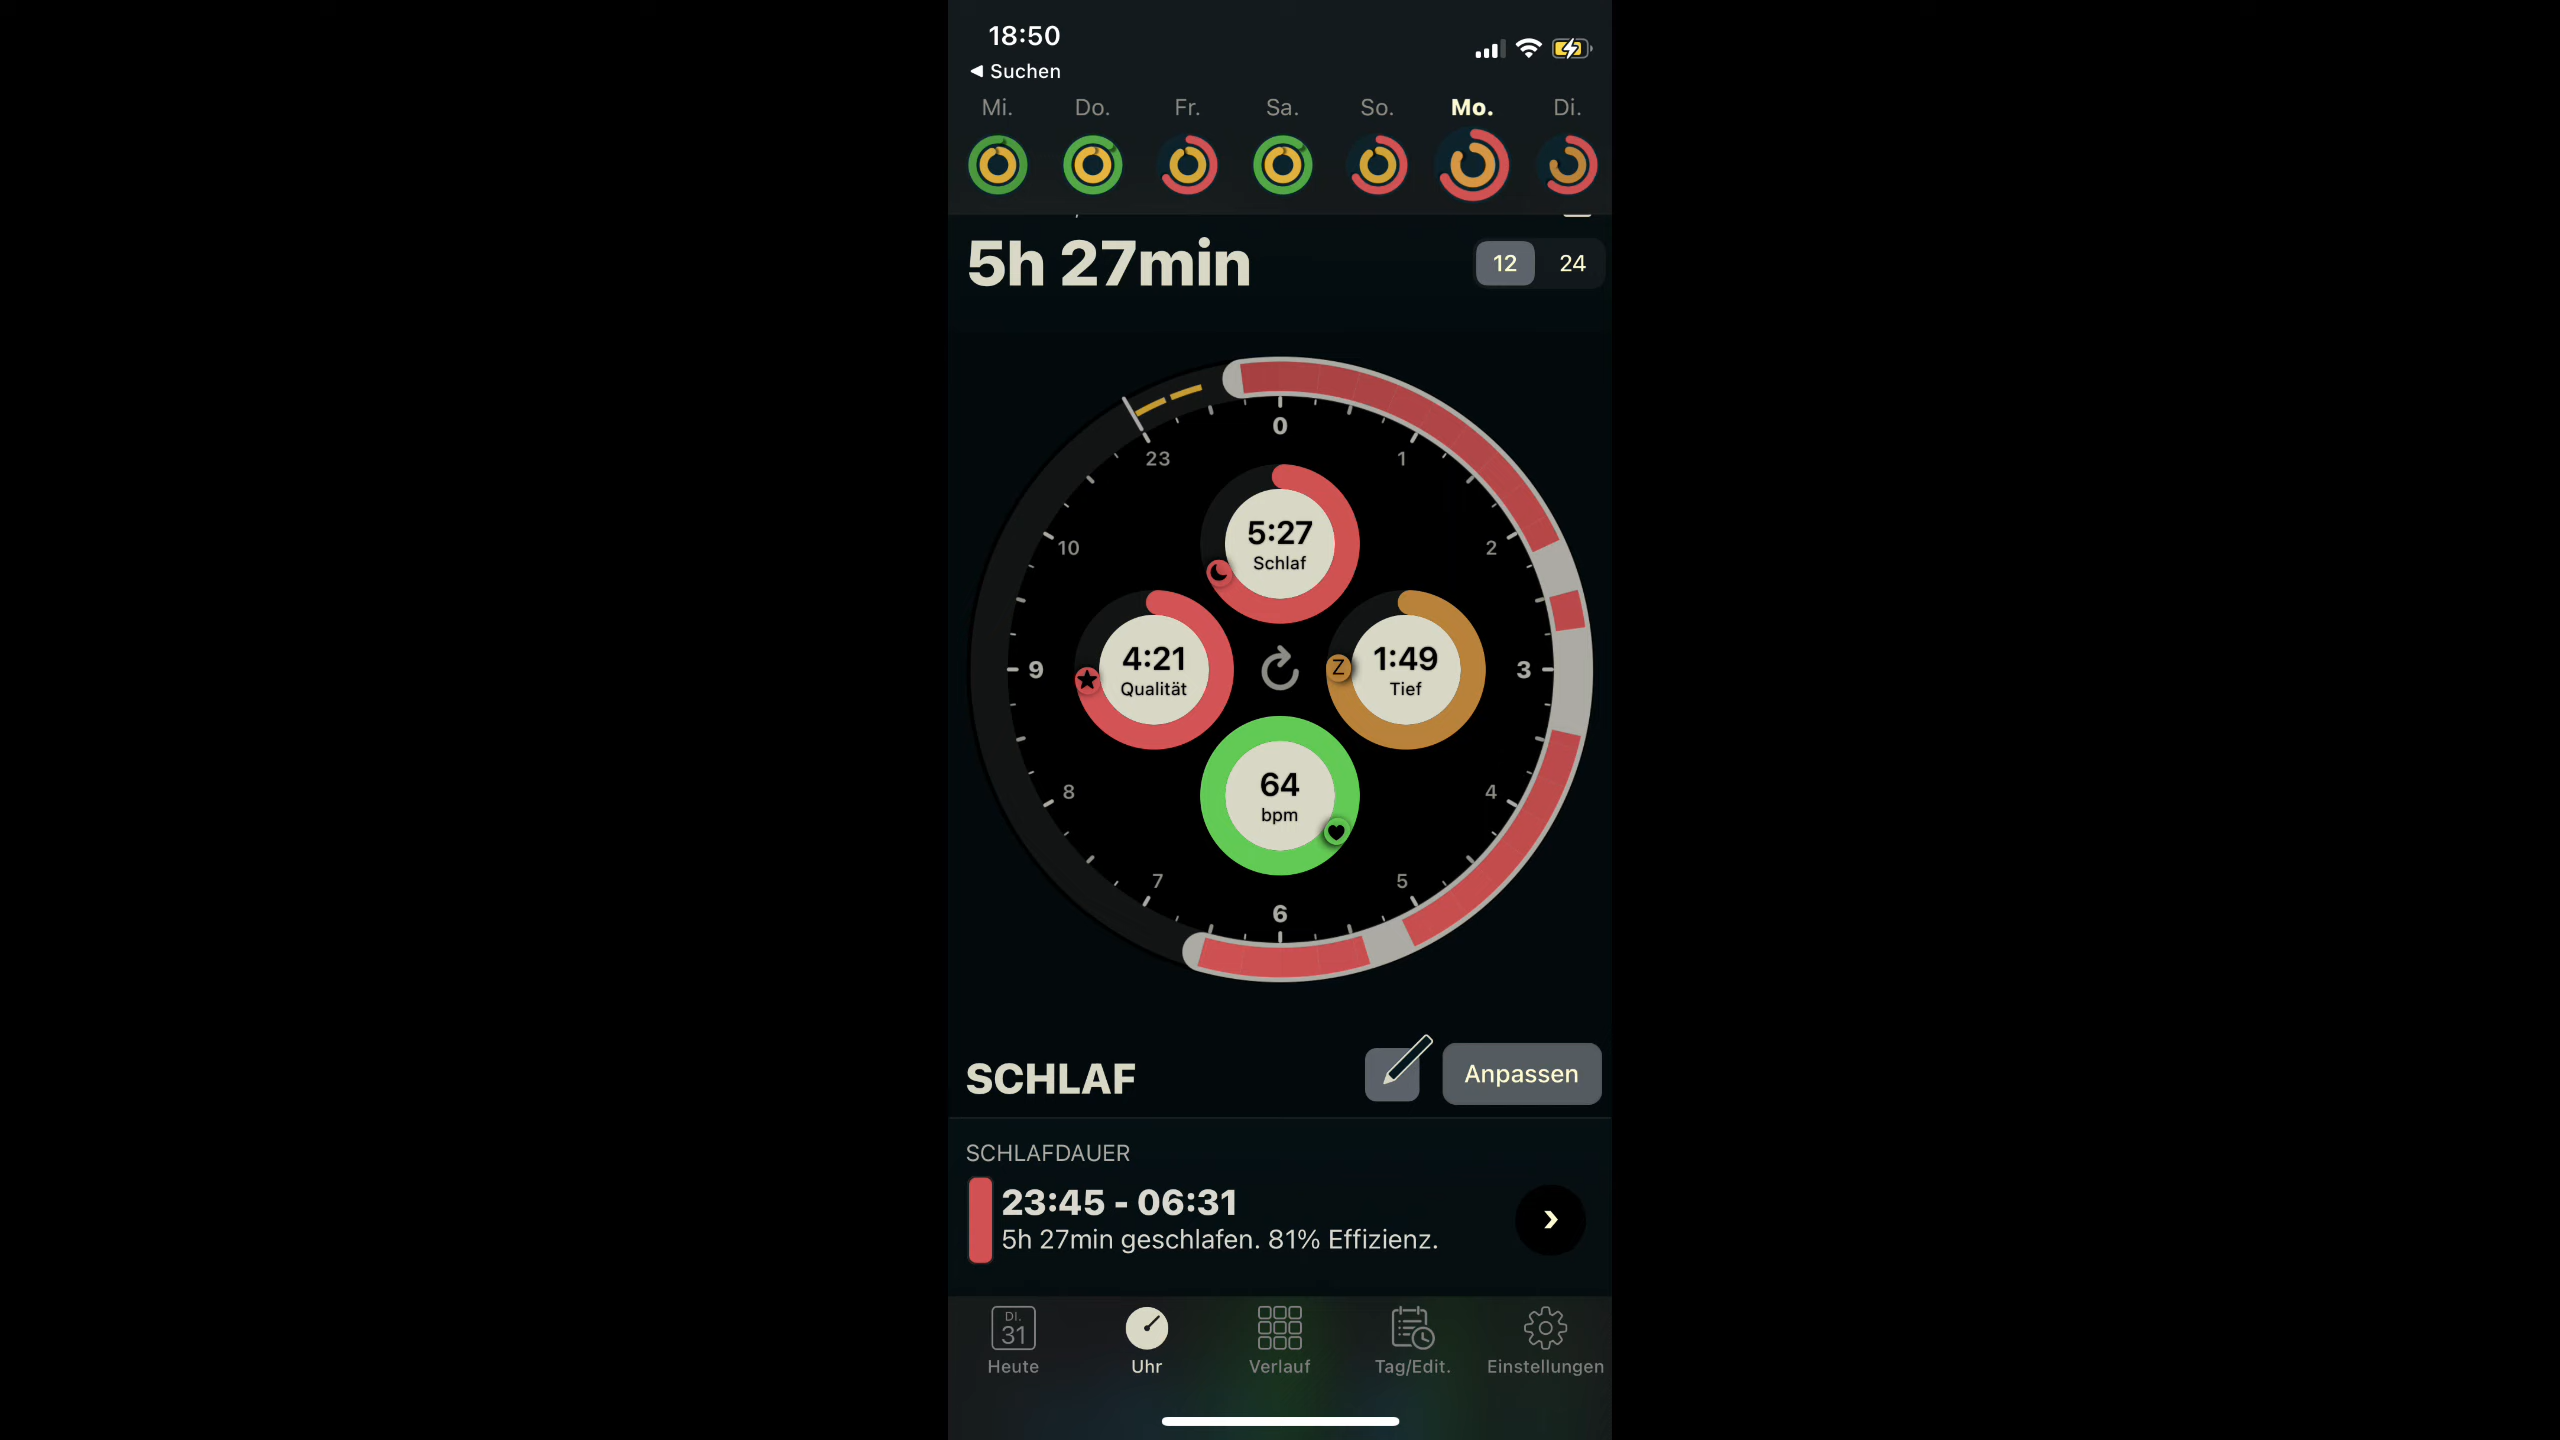 18:50
◀ Suchen
Mi. Do. Fr. Sa. So. Mo. Di.
5h 27min
12 24
0
23 1
10 2
5:27
Schlaf
4:21
Qualität
1:49
Tief
Z
9 3
64
bpm
8 4
7 5
6
SCHLAF
Anpassen
SCHLAFDAUER
23:45 - 06:31
5h 27min geschlafen. 81% Effizienz.
DI.
31
Heute Uhr Verlauf Tag/Edit. Einstellungen